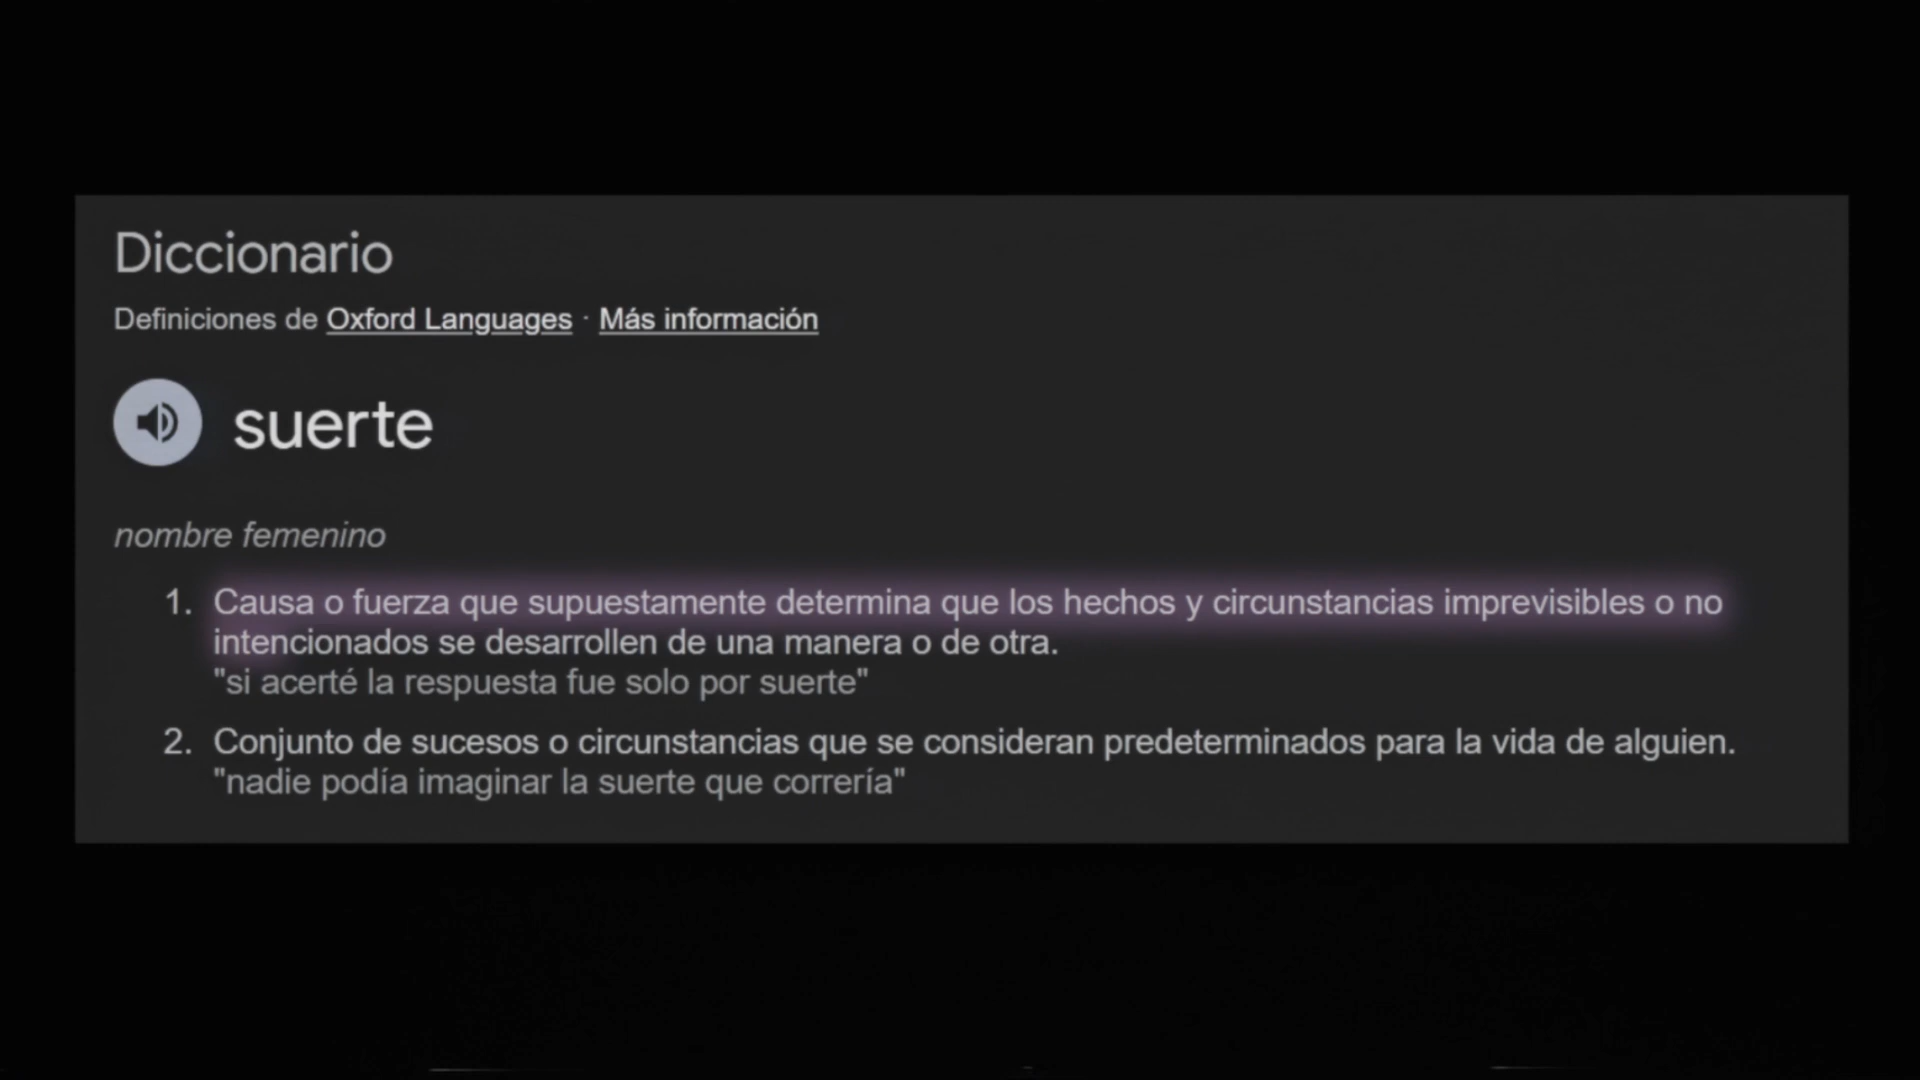 Diccionario
Definiciones de Oxford Languages · Más información
suerte
nombre femenino
1. Causa o fuerza que supuestamente determina que los hechos y circunstancias imprevisibles o no
intencionados se desarrollen de una manera o de otra.
"si acerté la respuesta fue solo por suerte"
2. Conjunto de sucesos o circunstancias que se consideran predeterminados para la vida de alguien.
"nadie podía imaginar la suerte que correría"